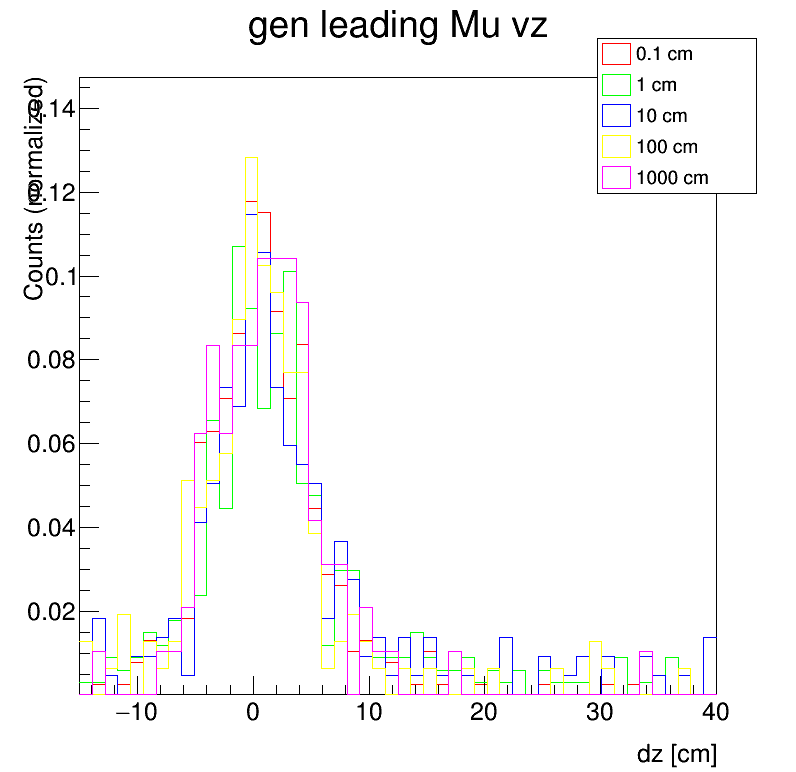 gen leading Mu vz
0.1 cm
1 cm
10 cm
100 cm
1000 cm
Counts (normalized)
0.14
0.12
0.1
0.08
0.06
0.04
0.02
−10
0
10
20
30
40
dz [cm]